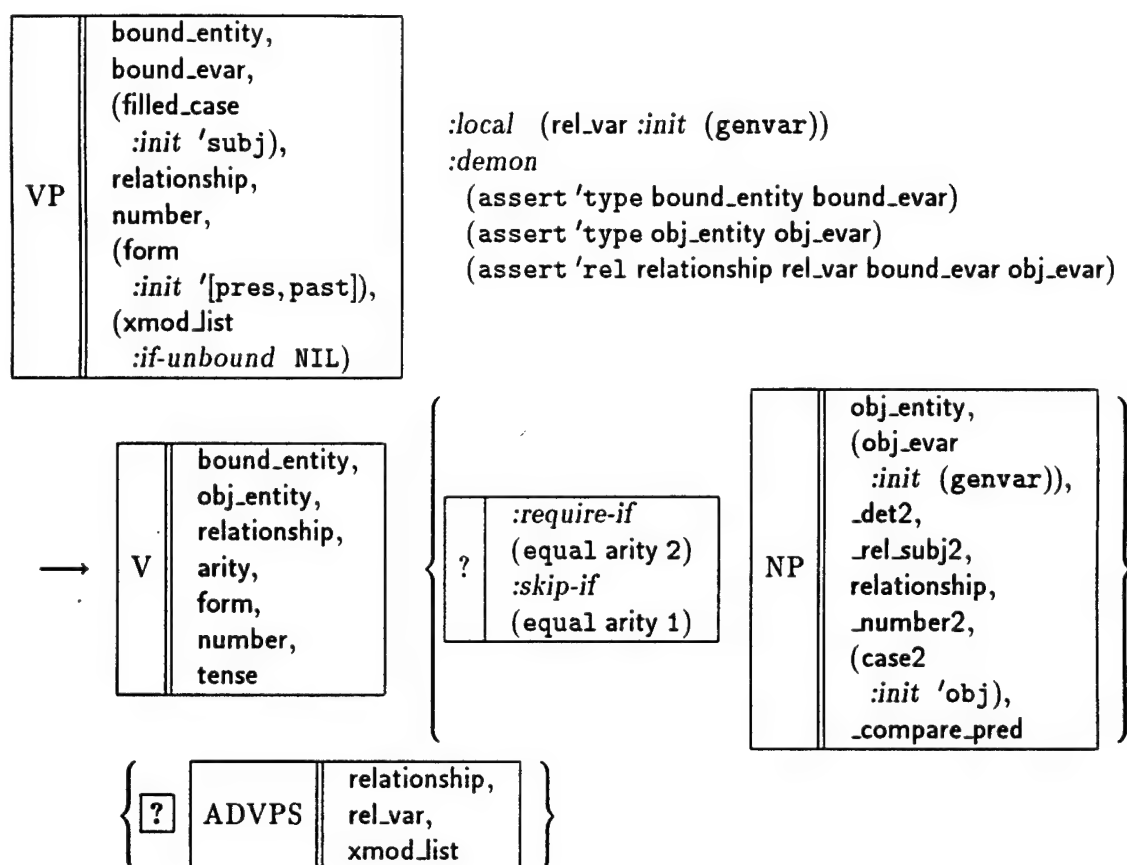 VP
bound_entity,
bound_evar,
(filled_case
:init 'subj),
relationship,
number,
(form
:init '[pres,past]),
(xmod_list
:if-unbound NIL)
:local (rel_var :init (genvar))
:demon
(assert 'type bound_entity bound_evar)
(assert 'type obj_entity obj_evar)
(assert 'rel relationship rel_var bound_evar obj_evar)
⟶
V
bound_entity,
obj_entity,
relationship,
arity,
form,
number,
tense
{
?
:require-if
(equal arity 2)
:skip-if
(equal arity 1)
NP
obj_entity,
(obj_evar
:init (genvar)),
_det2,
_rel_subj2,
relationship,
_number2,
(case2
:init 'obj),
_compare_pred
}
{
?
ADVPS
relationship,
rel_var,
xmod_list
}